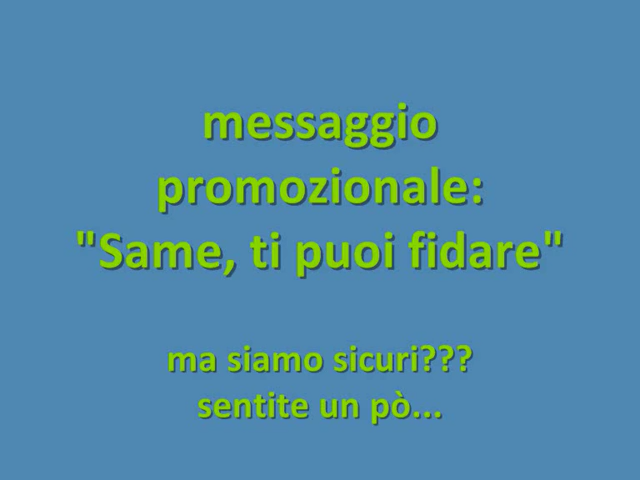 messaggio
promozionale:
"Same, ti puoi fidare"
ma siamo sicuri???
sentite un pò...